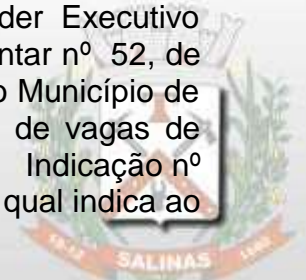 der Executivo
ntar nº 52, de
o Município de
de vagas de
Indicação nº
qual indica ao
SALINAS